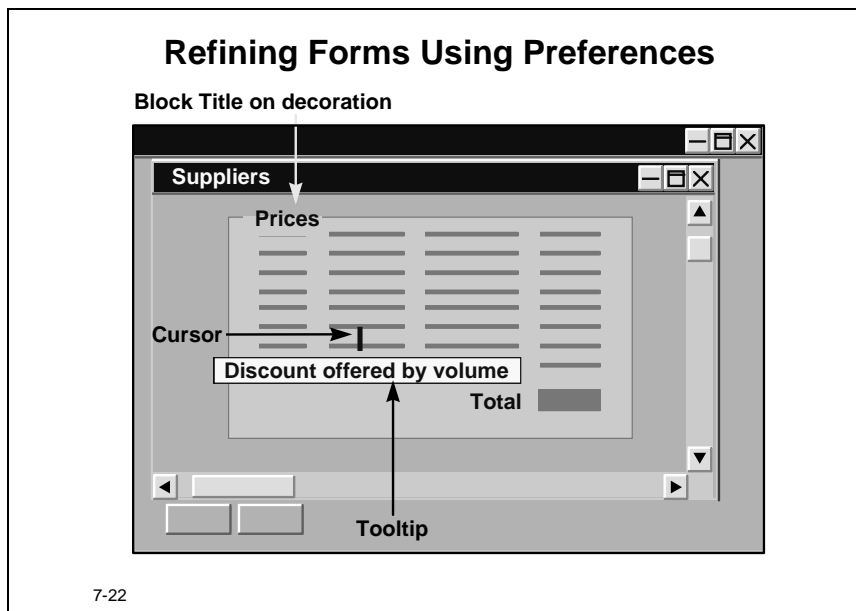 Refining Forms Using Preferences
Block Title on decoration
Suppliers
Prices
Cursor
Discount offered by volume
Total
Tooltip
7-22